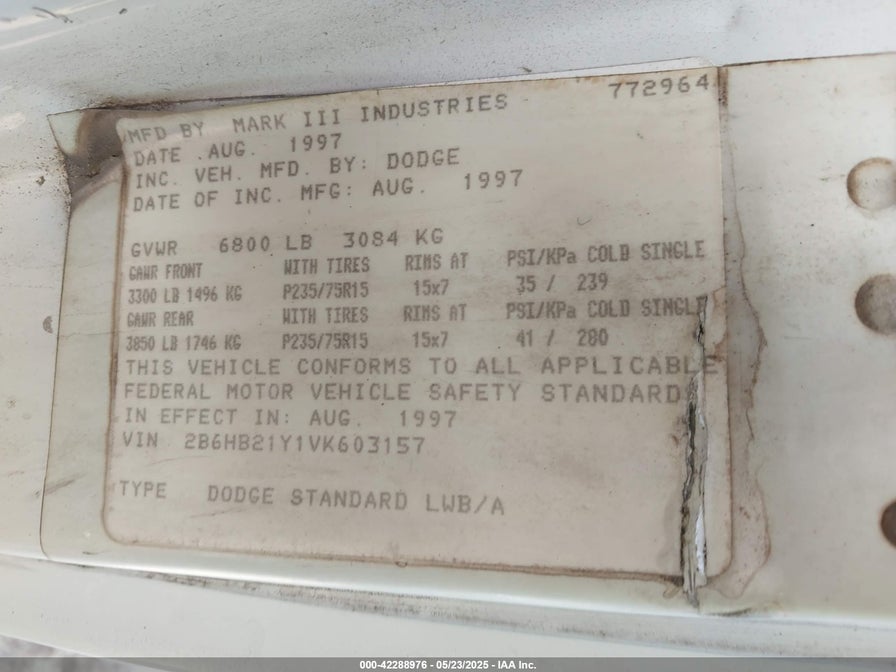 772964
MFD BY MARK III INDUSTRIES
DATE .AUG. 1997
INC. VEH. MFD. BY: DODGE
DATE OF INC. MFG: AUG. 1997
GVWR 6800 LB 3084 KG
GAWR FRONT WITH TIRES RIMS AT PSI/KPa COLD SINGLE
3300 LB 1496 KG P235/75R15 15x7 35 / 239
GAWR REAR WITH TIRES RIMS AT PSI/KPa COLD SINGLE
3850 LB 1746 KG P235/75R15 15x7 41 / 280
THIS VEHICLE CONFORMS TO ALL APPLICABLE
FEDERAL MOTOR VEHICLE SAFETY STANDARD
IN EFFECT IN: AUG. 1997
VIN 2B6HB21Y1VK603157
TYPE DODGE STANDARD LWB/A
000-42288976 - 05/23/2025 - IAA Inc.